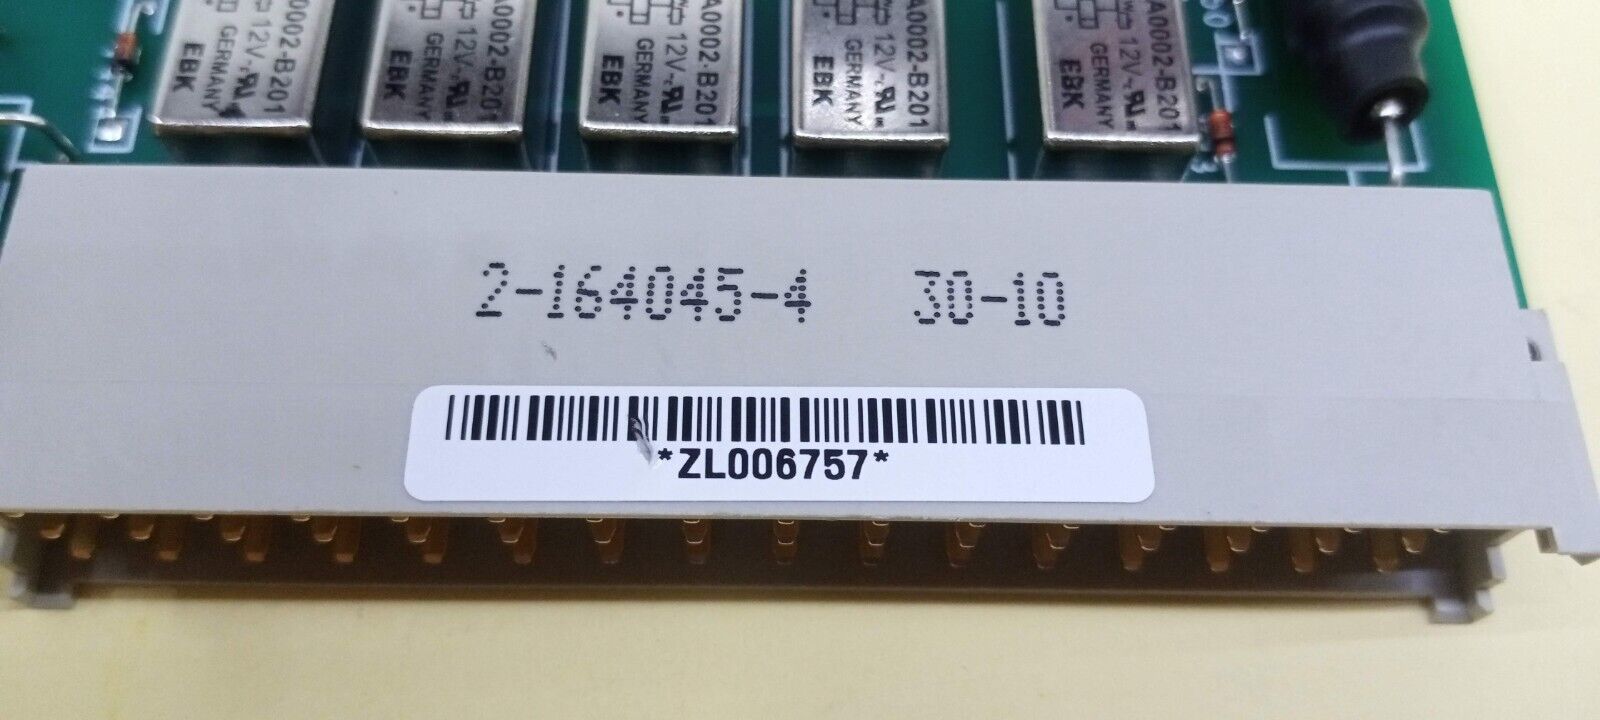 A0002-B201
12V
GERMANY
EBK
A0002-B201
12V
GERMANY
EBK
A0002-B201
12V
GERMANY
EBK
A0002-B201
12V
GERMANY
EBK
A0002-B201
12V
GERMANY
EBK
2-164045-4 30-10
*ZL006757*